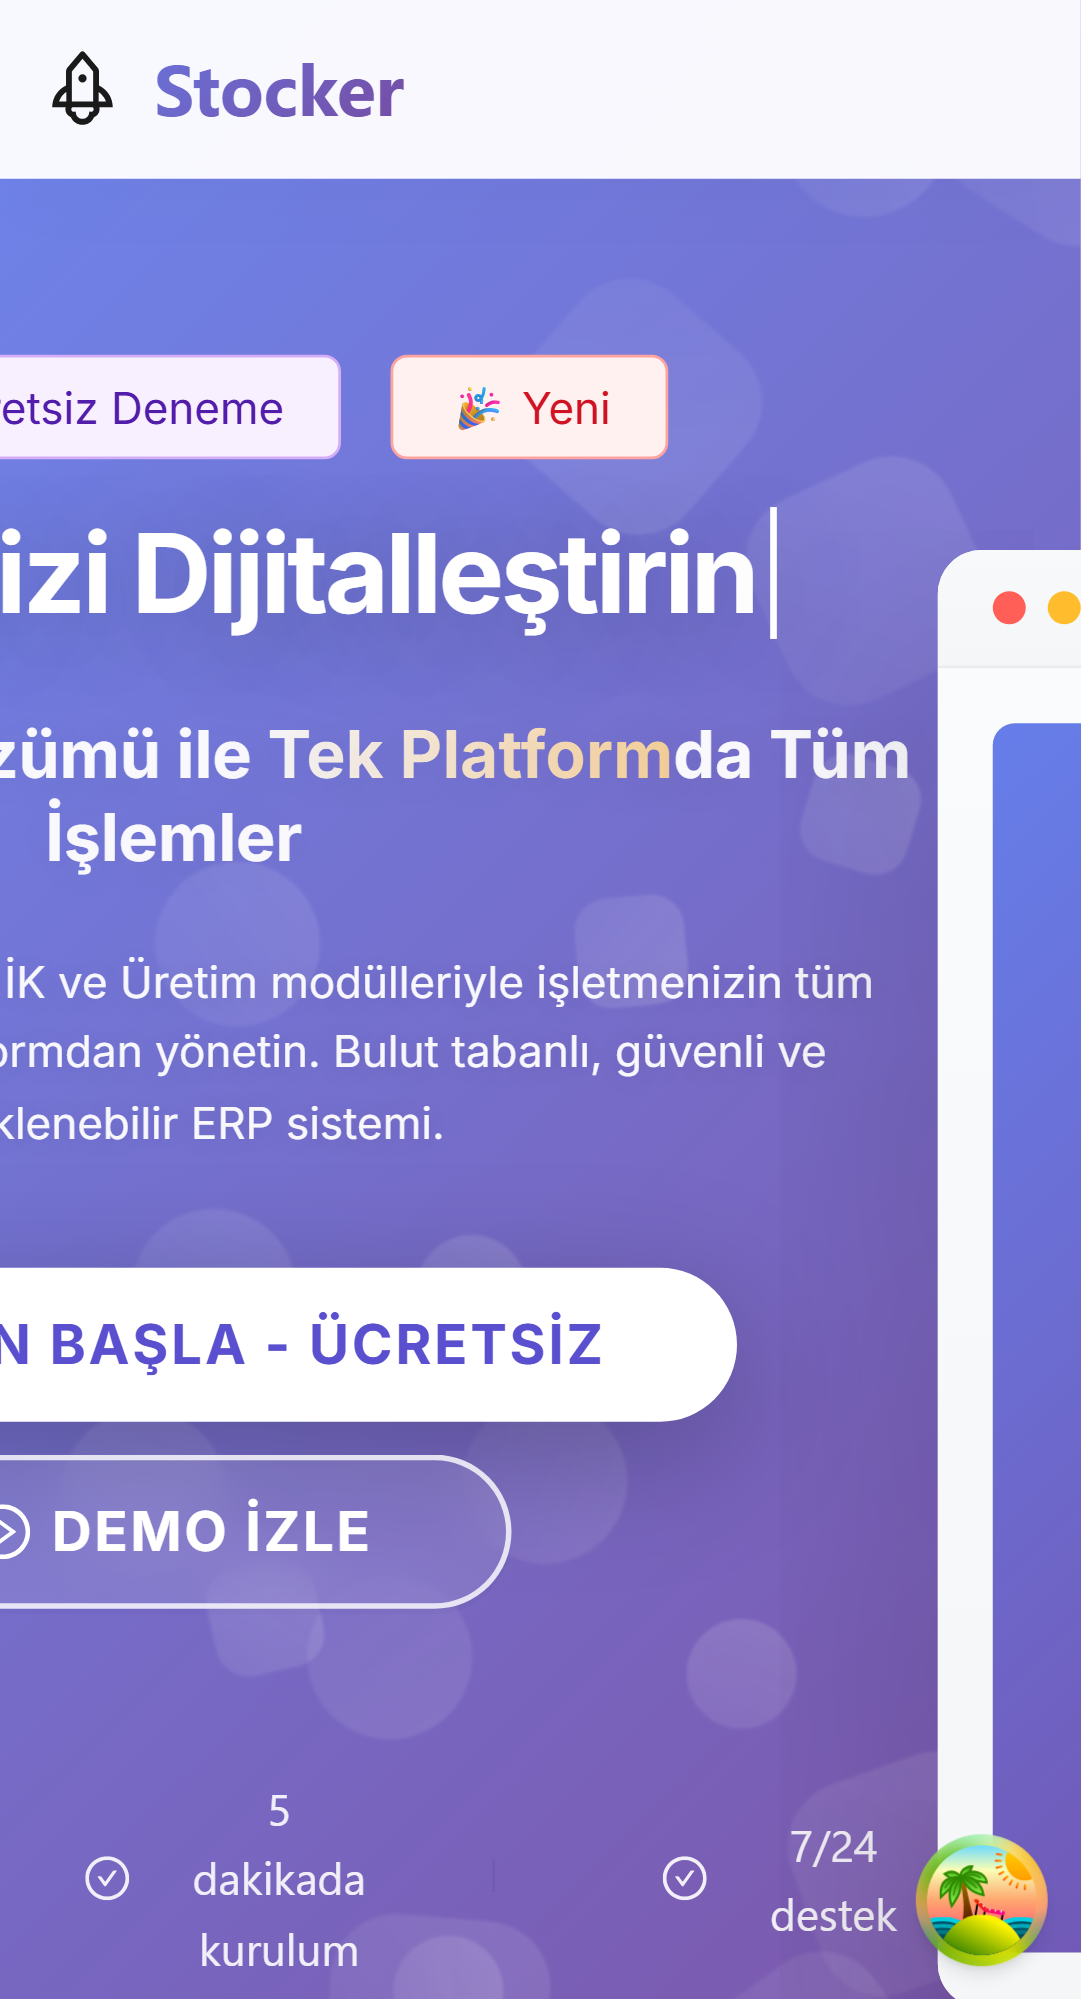 Stocker
etsiz Deneme
Yeni
izi Dijitalleştirin
zümü ile Tek Platformda Tüm
İşlemler
İK ve Üretim modülleriyle işletmenizin tüm
ormdan yönetin. Bulut tabanlı, güvenli ve
klenebilir ERP sistemi.
N BAŞLA - ÜCRETSİZ
DEMO İZLE
5
dakikada
kurulum
7/24
destek